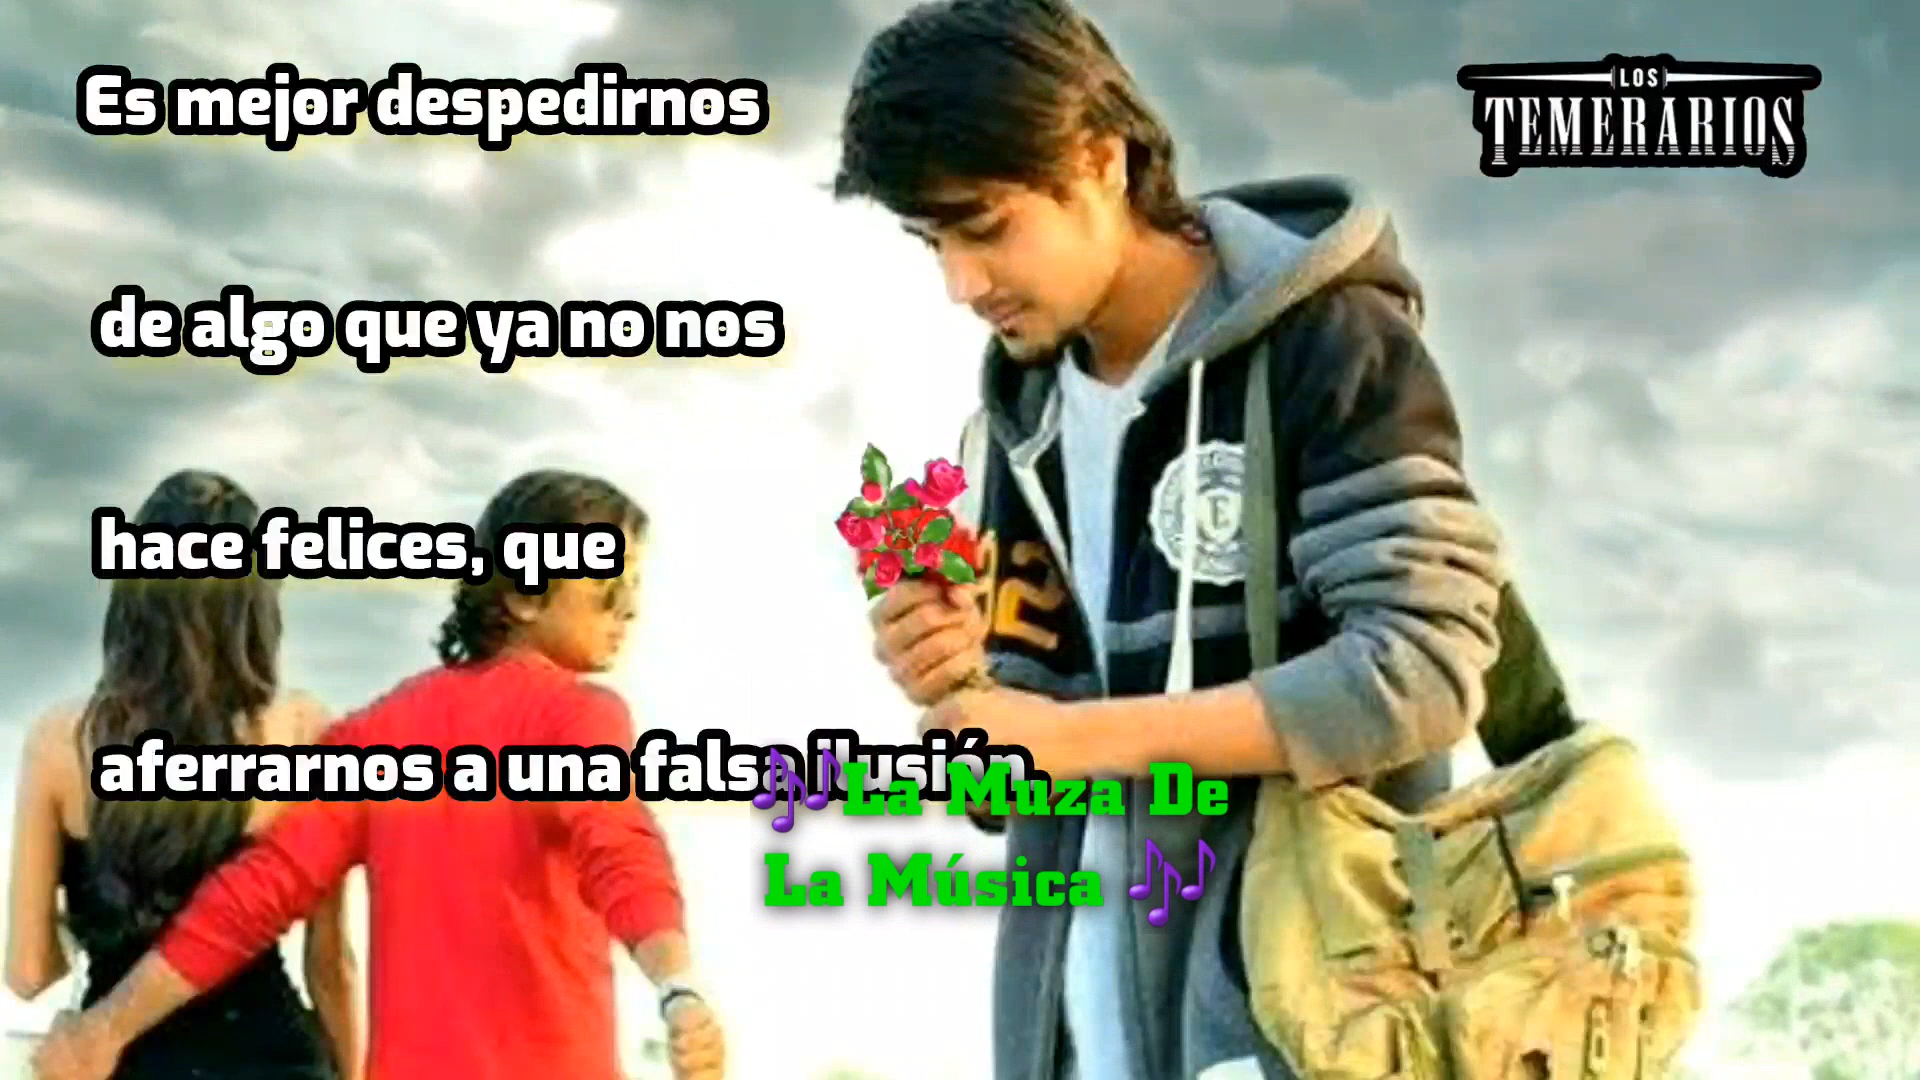 Es mejor despedirnos
LOS
TEMERARIOS
de algo que ya no nos
hace felices, que
aferrarnos a una falsa ilusión
🎶La Muza De
La Música 🎶